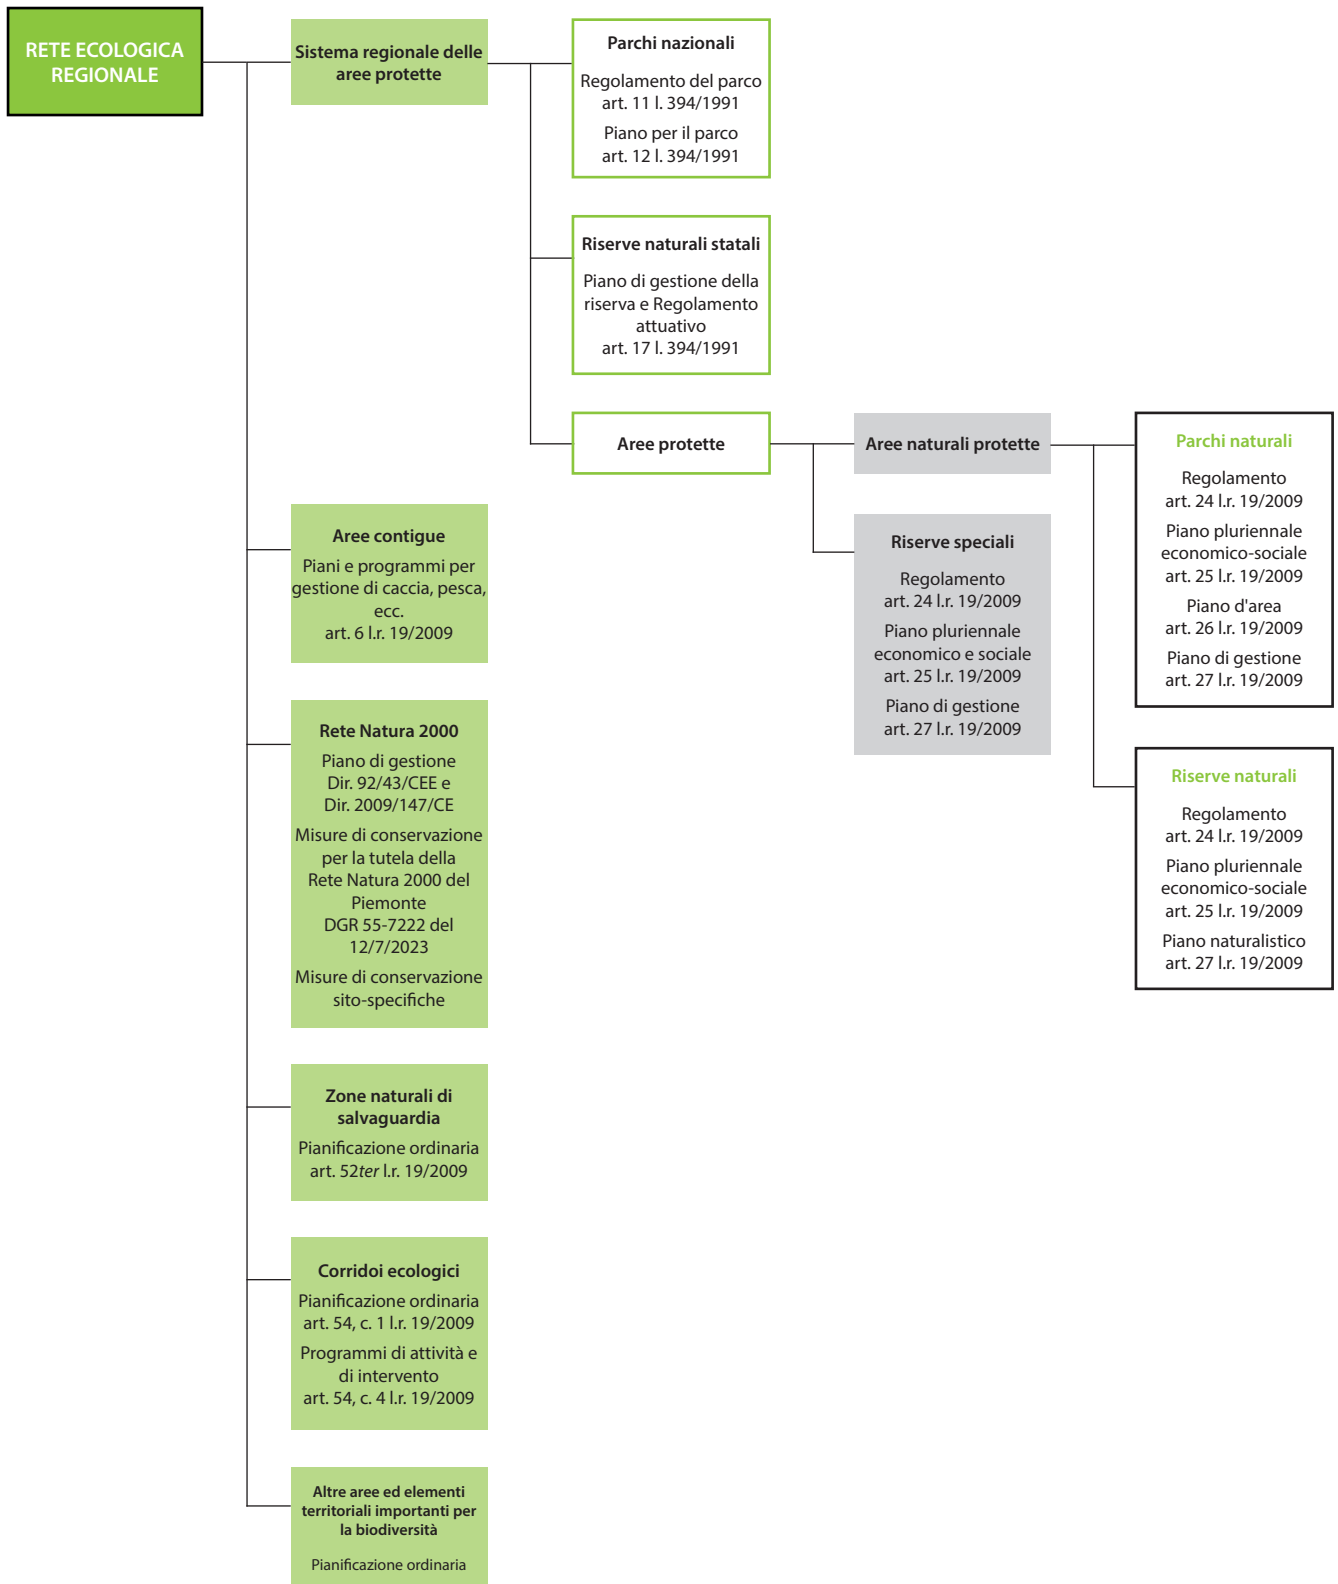 RETE ECOLOGICA
REGIONALE
Sistema regionale delle
aree protette
Parchi nazionali
Regolamento del parco
art. 11 l. 394/1991
Piano per il parco
art. 12 l. 394/1991
Riserve naturali statali
Piano di gestione della
riserva e Regolamento
attuativo
art. 17 l. 394/1991
Aree protette
Aree naturali protette
Parchi naturali
Regolamento
art. 24 l.r. 19/2009
Piano pluriennale
economico-sociale
art. 25 l.r. 19/2009
Piano d'area
art. 26 l.r. 19/2009
Piano di gestione
art. 27 l.r. 19/2009
Riserve speciali
Regolamento
art. 24 l.r. 19/2009
Piano pluriennale
economico e sociale
art. 25 l.r. 19/2009
Piano di gestione
art. 27 l.r. 19/2009
Riserve naturali
Regolamento
art. 24 l.r. 19/2009
Piano pluriennale
economico-sociale
art. 25 l.r. 19/2009
Piano naturalistico
art. 27 l.r. 19/2009
Aree contigue
Piani e programmi per
gestione di caccia, pesca,
ecc.
art. 6 l.r. 19/2009
Rete Natura 2000
Piano di gestione
Dir. 92/43/CEE e
Dir. 2009/147/CE
Misure di conservazione
per la tutela della
Rete Natura 2000 del
Piemonte
DGR 55-7222 del
12/7/2023
Misure di conservazione
sito-specifiche
Zone naturali di
salvaguardia
Pianificazione ordinaria
art. 52ter l.r. 19/2009
Corridoi ecologici
Pianificazione ordinaria
art. 54, c. 1 l.r. 19/2009
Programmi di attività e
di intervento
art. 54, c. 4 l.r. 19/2009
Altre aree ed elementi
territoriali importanti per
la biodiversità
Pianificazione ordinaria